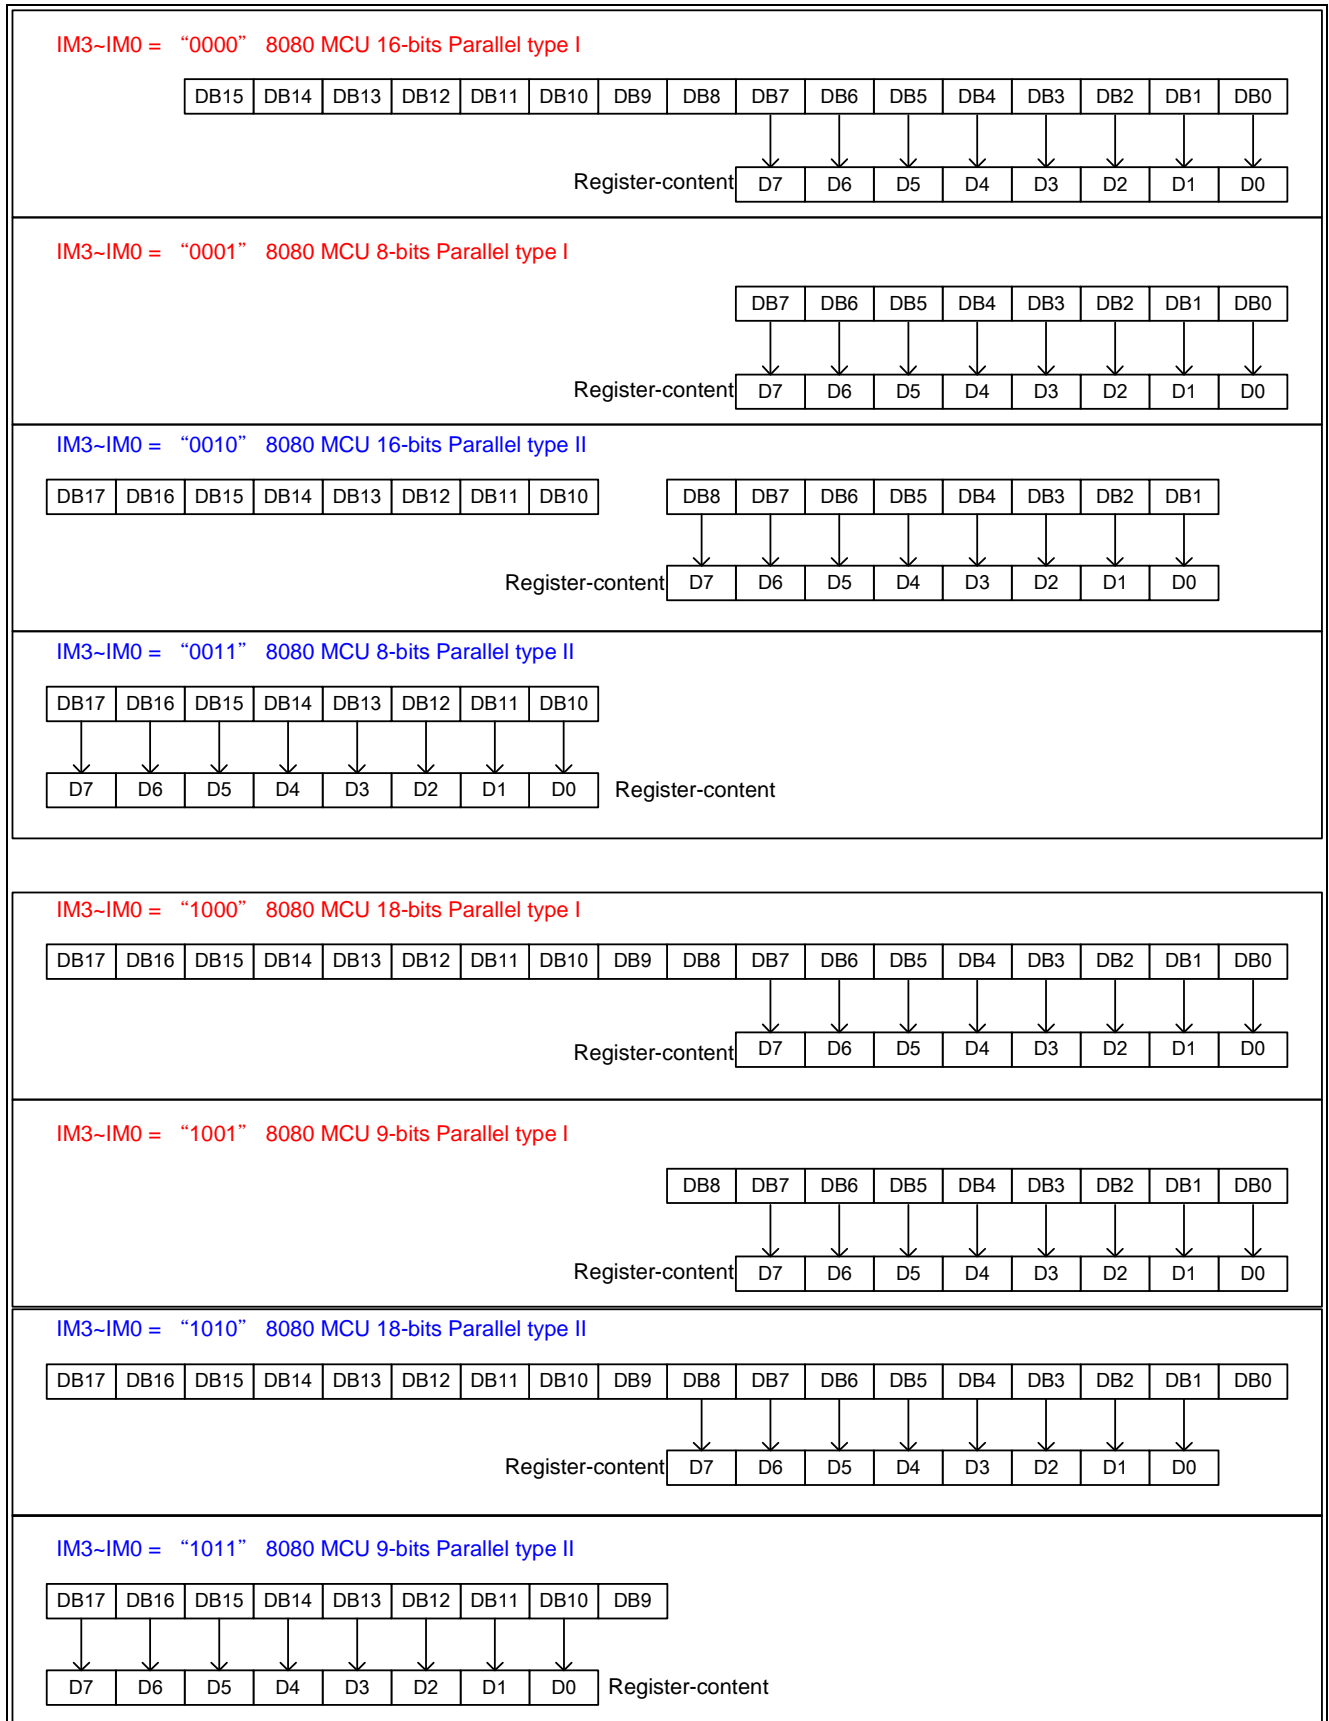 IM3~IM0 = “0000” 8080 MCU 16-bits Parallel type I
DB15 DB14 DB13 DB12 DB11 DB10 DB9 DB8 DB7 DB6 DB5 DB4 DB3 DB2 DB1 DB0
Register-content D7 D6 D5 D4 D3 D2 D1 D0
IM3~IM0 = “0001” 8080 MCU 8-bits Parallel type I
DB7 DB6 DB5 DB4 DB3 DB2 DB1 DB0
Register-content D7 D6 D5 D4 D3 D2 D1 D0
IM3~IM0 = “0010” 8080 MCU 16-bits Parallel type II
DB17 DB16 DB15 DB14 DB13 DB12 DB11 DB10 DB8 DB7 DB6 DB5 DB4 DB3 DB2 DB1
Register-content D7 D6 D5 D4 D3 D2 D1 D0
IM3~IM0 = “0011” 8080 MCU 8-bits Parallel type II
DB17 DB16 DB15 DB14 DB13 DB12 DB11 DB10
D7 D6 D5 D4 D3 D2 D1 D0 Register-content
IM3~IM0 = “1000” 8080 MCU 18-bits Parallel type I
DB17 DB16 DB15 DB14 DB13 DB12 DB11 DB10 DB9 DB8 DB7 DB6 DB5 DB4 DB3 DB2 DB1 DB0
Register-content D7 D6 D5 D4 D3 D2 D1 D0
IM3~IM0 = “1001” 8080 MCU 9-bits Parallel type I
DB8 DB7 DB6 DB5 DB4 DB3 DB2 DB1 DB0
Register-content D7 D6 D5 D4 D3 D2 D1 D0
IM3~IM0 = “1010” 8080 MCU 18-bits Parallel type II
DB17 DB16 DB15 DB14 DB13 DB12 DB11 DB10 DB9 DB8 DB7 DB6 DB5 DB4 DB3 DB2 DB1 DB0
Register-content D7 D6 D5 D4 D3 D2 D1 D0
IM3~IM0 = “1011” 8080 MCU 9-bits Parallel type II
DB17 DB16 DB15 DB14 DB13 DB12 DB11 DB10 DB9
D7 D6 D5 D4 D3 D2 D1 D0 Register-content